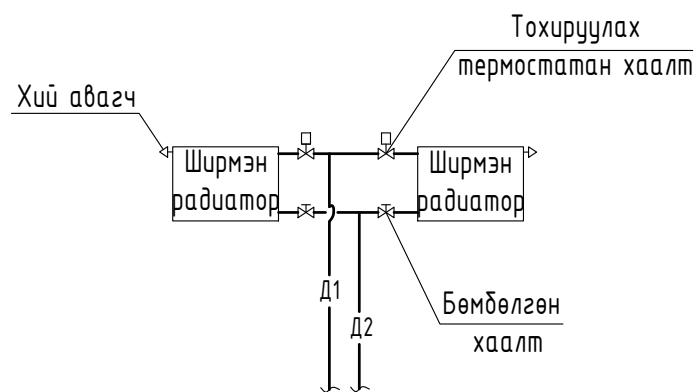 Тохируулах
термостатан хаалт
Хий авагч
Ширмэн
радиатор
Ширмэн
радиатор
Д1
Д2
Бөмбөлгөн
хаалт